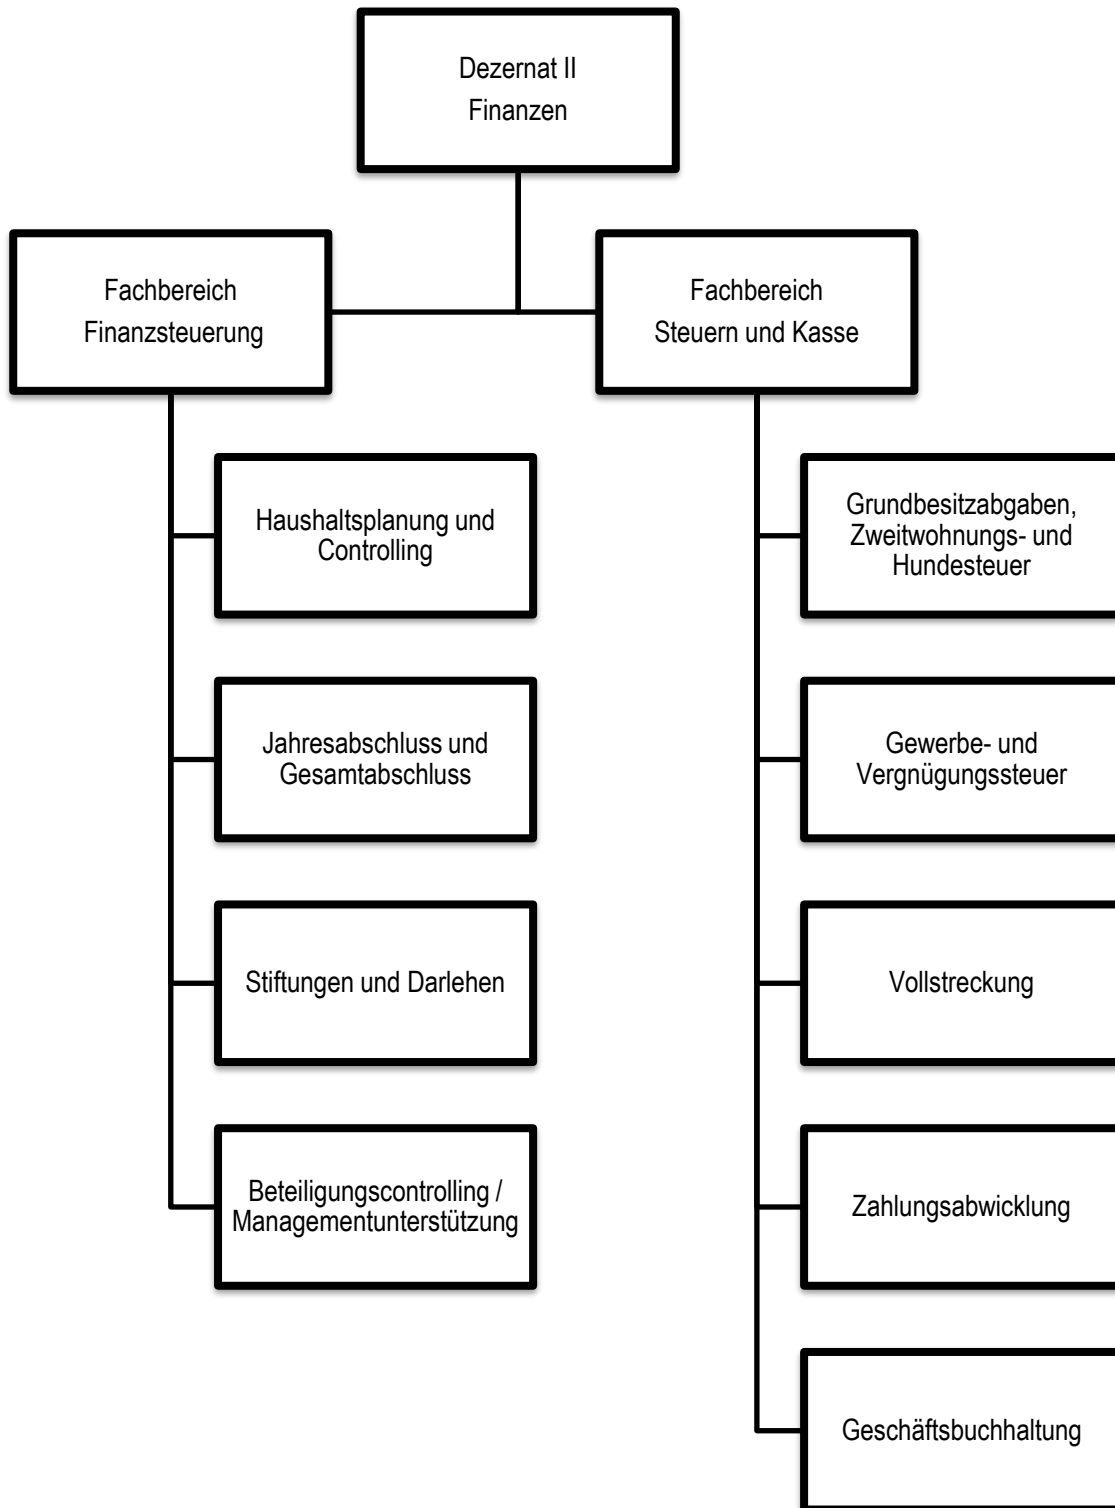 Dezernat II
Finanzen
Fachbereich
Finanzsteuerung
Fachbereich
Steuern und Kasse
Haushaltsplanung und
Controlling
Jahresabschluss und
Gesamtabschluss
Stiftungen und Darlehen
Beteiligungscontrolling /
Managementunterstützung
Grundbesitzabgaben,
Zweitwohnungs- und
Hundesteuer
Gewerbe- und
Vergnügungssteuer
Vollstreckung
Zahlungsabwicklung
Geschäftsbuchhaltung